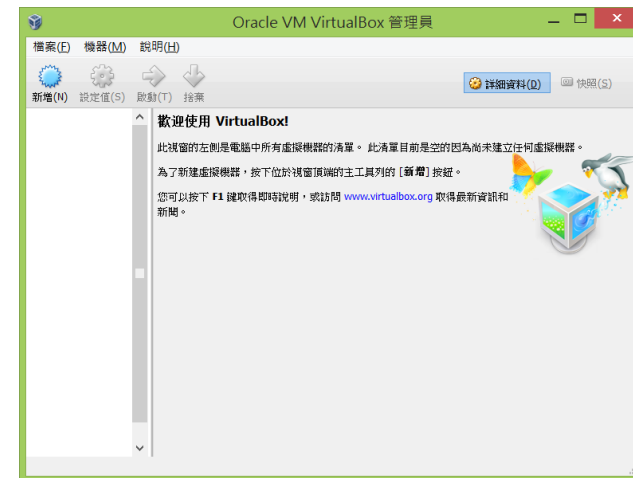 Oracle VM VirtualBox 管理員
檔案(F) 機器(M) 說明(H)
新增(N) 設定值(S) 啟動(T) 捨棄 詳細資料(D) 快照(S)
歡迎使用 VirtualBox!
此視窗的左側是電腦中所有虛擬機器的清單。 此清單目前是空的因為尚未建立任何虛擬機器。
為了新建虛擬機器，按下位於視窗頂端的主工具列的 [新增] 按鈕。
您可以按下 F1 鍵取得即時說明，或訪問 www.virtualbox.org 取得最新資訊和
新聞。